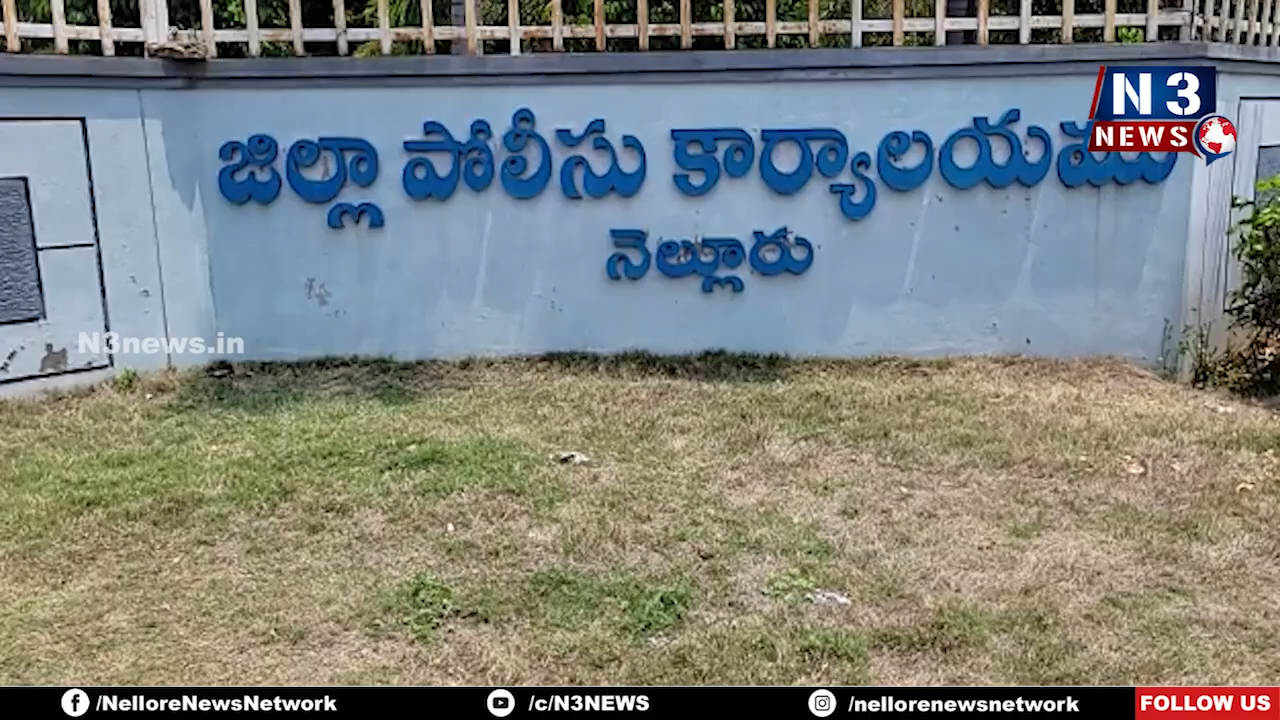 జిల్లా పోలీసు కార్యాలయము
నెల్లూరు
N3
NEWS
N3news.in
/NelloreNewsNetwork
/c/N3NEWS
/nellorenewsnetwork
FOLLOW US